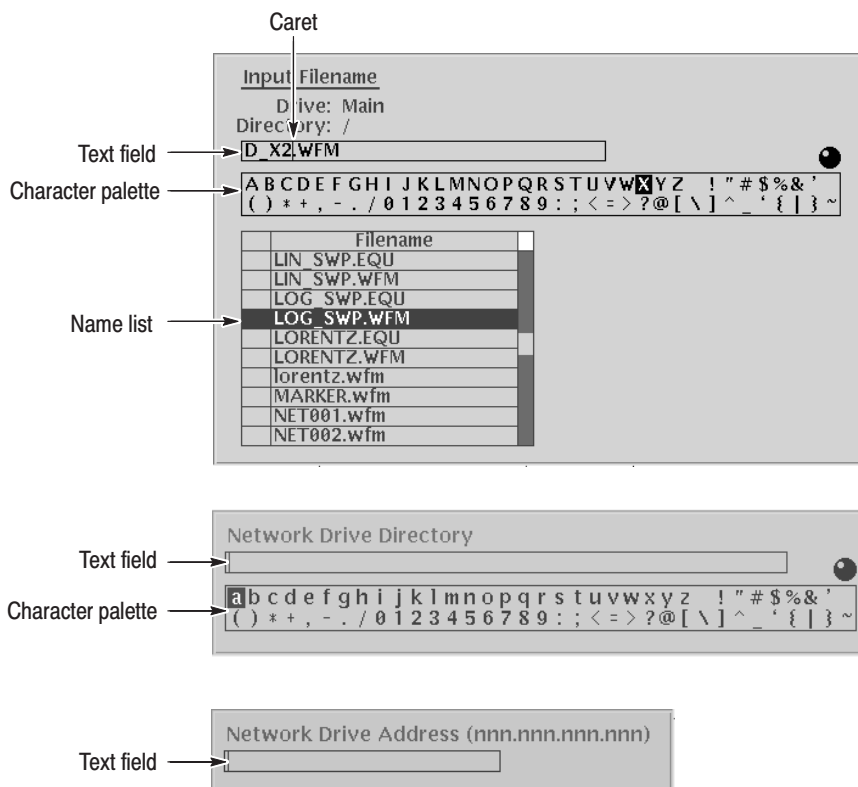 Caret
Input Filename
Drive: Main
Directory: /
Text field
D_X2.WFM
Character palette
A B C D E F G H I J K L M N O P Q R S T U V W X Y Z ! " # $ % & '
( ) * + , - . / 0 1 2 3 4 5 6 7 8 9 : ; < = > ? @ [ \ ] ^ _ ‘ { | } ~
Filename
LIN_SWP.EQU
LIN_SWP.WFM
LOG_SWP.EQU
Name list
LOG_SWP.WFM
LORENTZ.EQU
LORENTZ.WFM
lorentz.wfm
MARKER.wfm
NET001.wfm
NET002.wfm
Network Drive Directory
Text field
Character palette
a b c d e f g h i j k l m n o p q r s t u v w x y z ! " # $ % & '
( ) * + , - . / 0 1 2 3 4 5 6 7 8 9 : ; < = > ? @ [ \ ] ^ _ ‘ { | } ~
Network Drive Address (nnn.nnn.nnn.nnn)
Text field